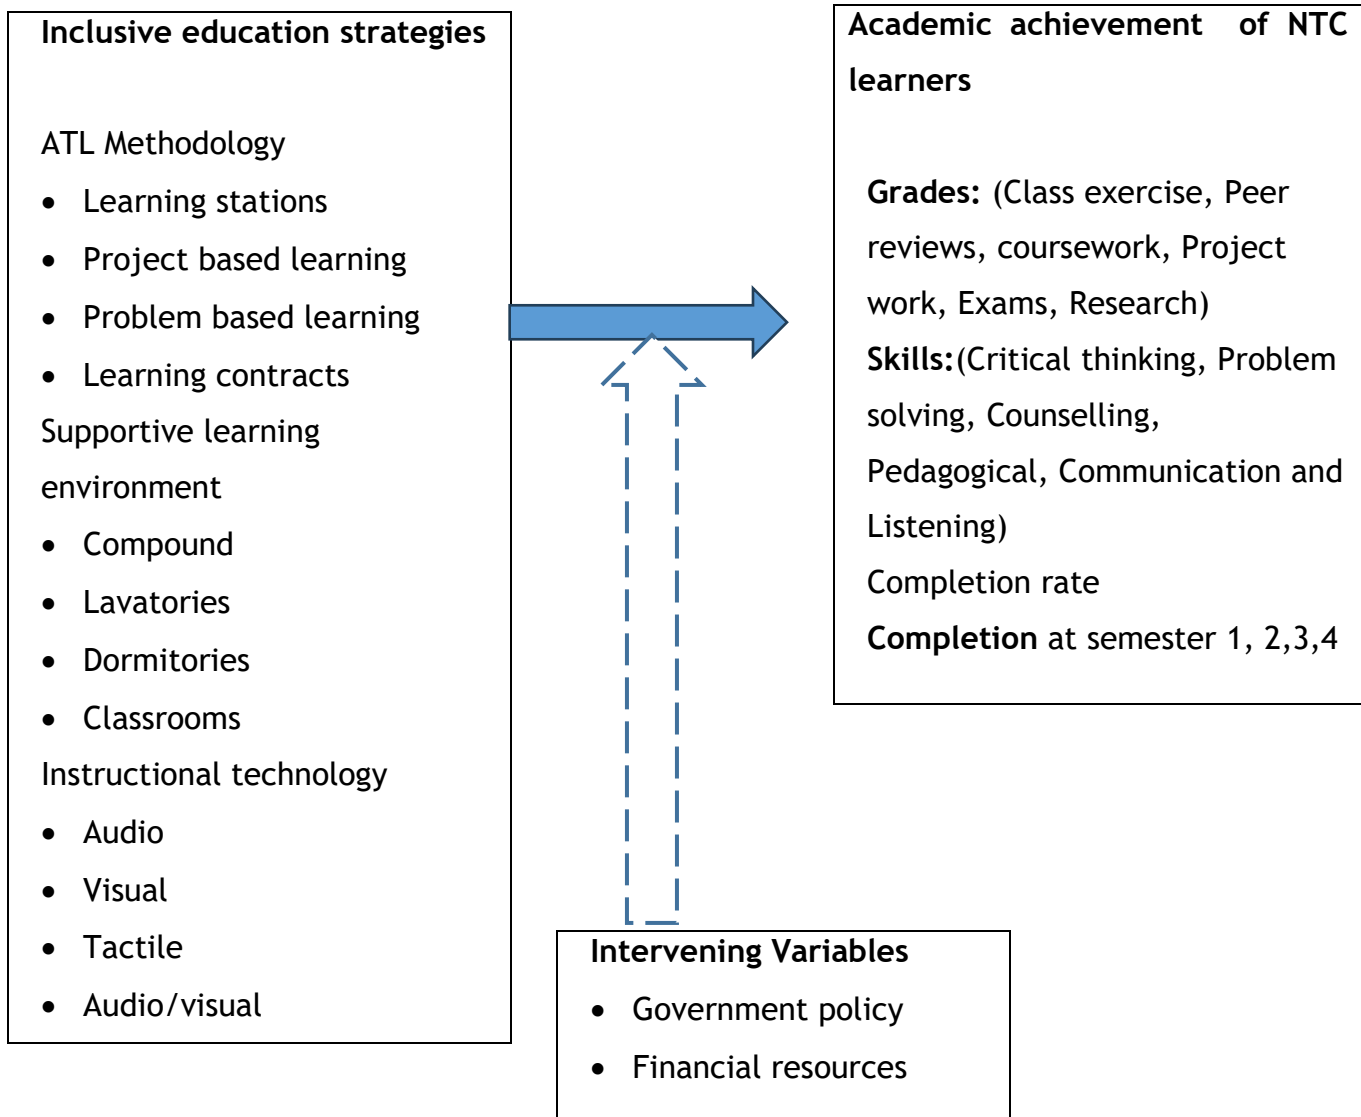 Inclusive education strategies
ATL Methodology
• Learning stations
• Project based learning
• Problem based learning
• Learning contracts
Supportive learning
environment
• Compound
• Lavatories
• Dormitories
• Classrooms
Instructional technology
• Audio
• Visual
• Tactile
• Audio/visual
Academic achievement of NTC
learners
Grades: (Class exercise, Peer
reviews, coursework, Project
work, Exams, Research)
Skills:(Critical thinking, Problem
solving, Counselling,
Pedagogical, Communication and
Listening)
Completion rate
Completion at semester 1, 2,3,4
Intervening Variables
• Government policy
• Financial resources